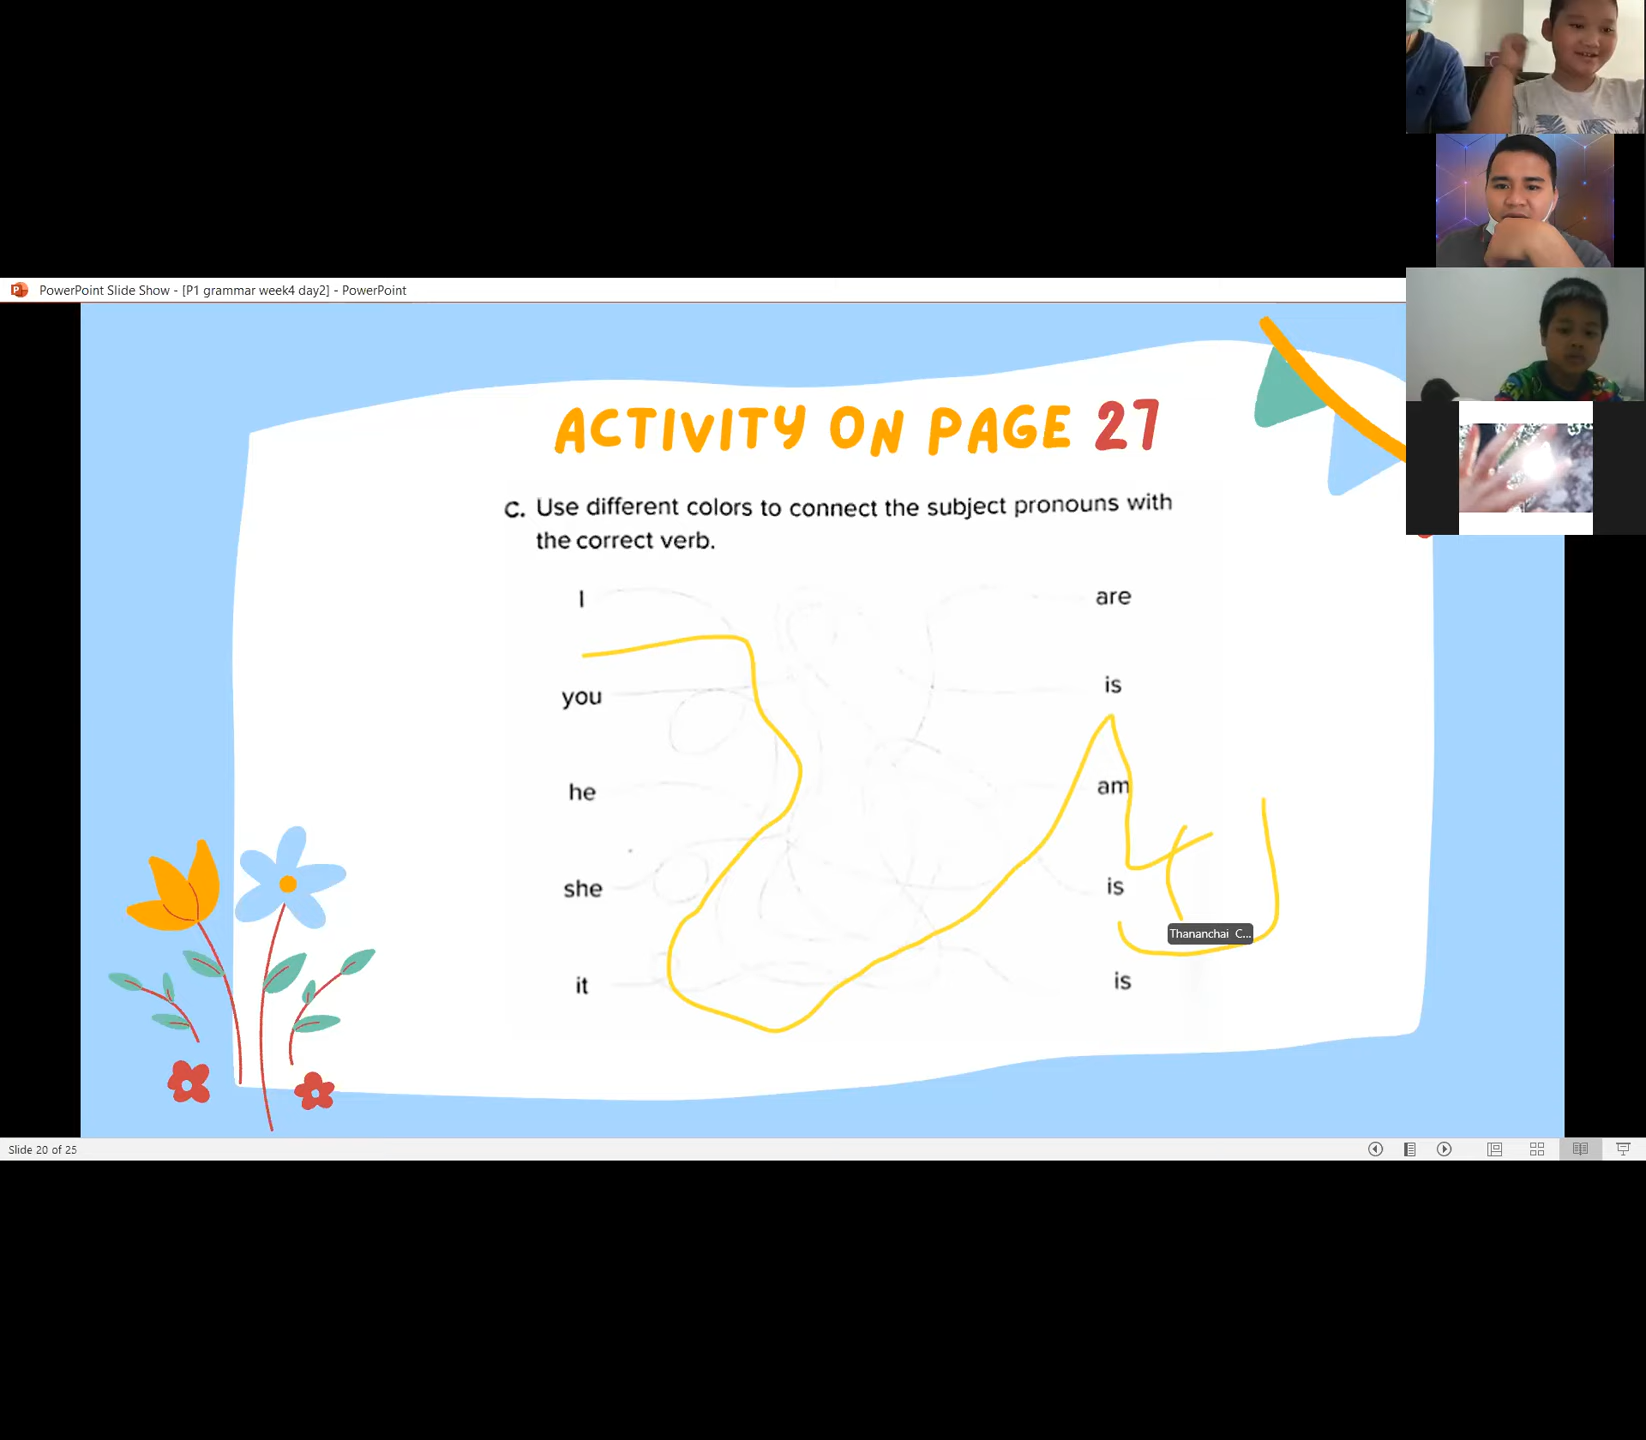 PowerPoint Slide Show - [P1 grammar week4 day2] - PowerPoint
ACTIVITY ON PAGE 27
C. Use different colors to connect the subject pronouns with
the correct verb.
I are
you is
he am
she is
Thananchai C...
it is
Slide 20 of 25